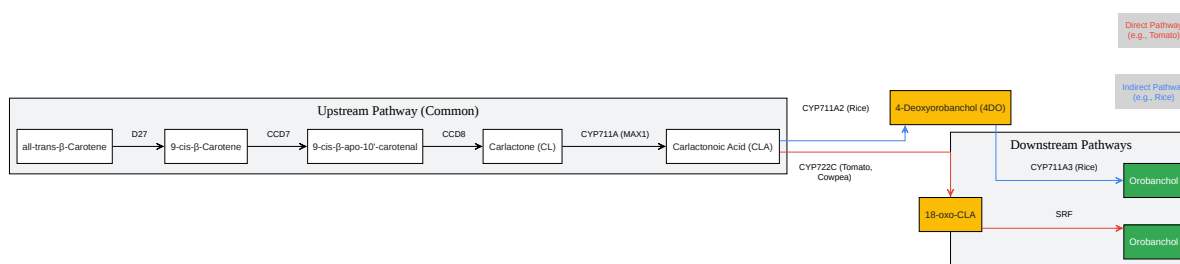 Direct Pathway
(e.g., Tomato)
Indirect Pathway
(e.g., Rice)
Upstream Pathway (Common)
all-trans-β-Carotene
D27
9-cis-β-Carotene
CCD7
9-cis-β-apo-10'-carotenal
CCD8
Carlactone (CL)
CYP711A (MAX1)
Carlactonoic Acid (CLA)
CYP711A2 (Rice)
4-Deoxyorobanchol (4DO)
CYP722C (Tomato,
Cowpea)
Downstream Pathways
CYP711A3 (Rice)
Orobanchol
18-oxo-CLA
SRF
Orobanchol